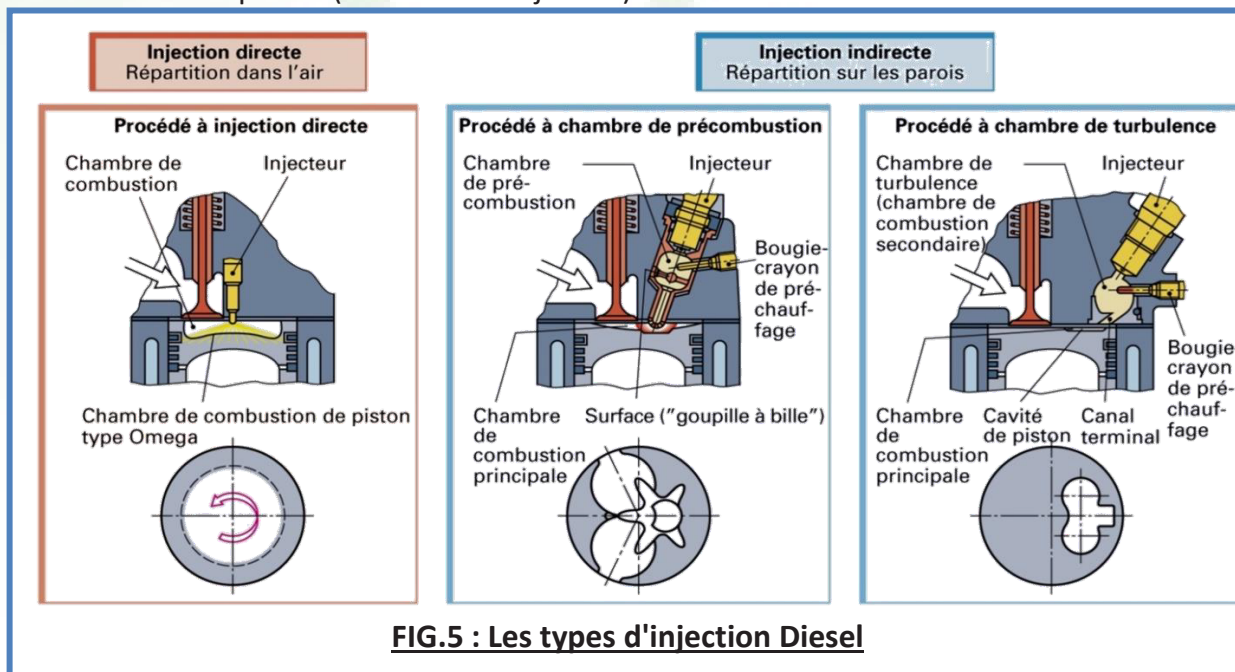 Injection directe
Répartition dans l'air
Injection indirecte
Répartition sur les parois
Procédé à injection directe
Chambre de
combustion
Injecteur
Chambre de combustion de piston
type Omega
Procédé à chambre de précombustion
Chambre
de pré-
combustion
Injecteur
Bougie-
crayon
de pré-
chauf-
fage
Chambre
de
combustion
principale
Surface ("goupille à bille")
Procédé à chambre de turbulence
Chambre de
turbulence
(chambre de
combustion
secondaire)
Injecteur
Bougie-
crayon
de pré-
chauf-
fage
Chambre
de
combustion
principale
Cavité
de piston
Canal
terminal
FIG.5 : Les types d'injection Diesel